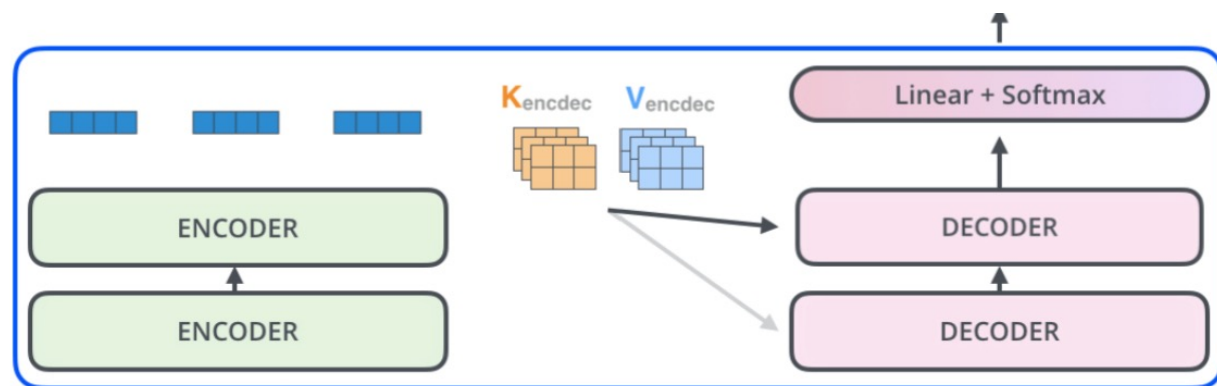 Kencdec Vencdec
Linear + Softmax
ENCODER
DECODER
ENCODER
DECODER